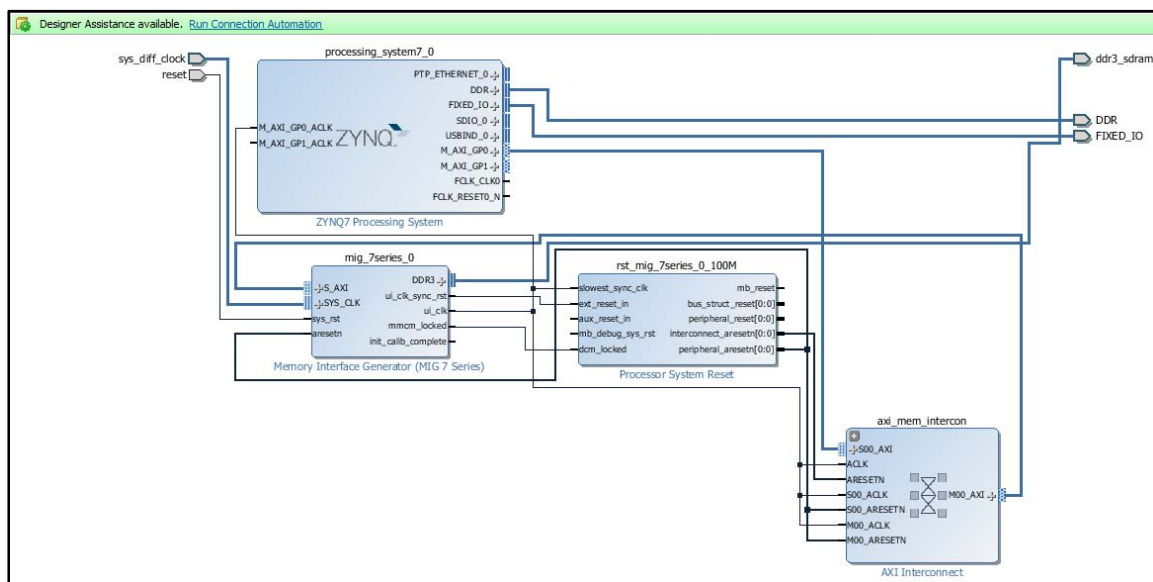 Designer Assistance available. Run Connection Automation
sys_diff_clock
reset
processing_system7_0
PTP_ETHERNET_0
DDR
FIXED_IO
SDIO_0
USBIND_0
M_AXI_GP0
M_AXI_GP1
FCLK_CLK0
FCLK_RESET0_N
M_AXI_GP0_ACLK
M_AXI_GP1_ACLK
ZYNQ
ZYNQ7 Processing System
ddr3_sdram
DDR
FIXED_IO
mig_7series_0
S_AXI
SYS_CLK
sys_rst
aresetn
DDR3
ui_clk_sync_rst
ui_clk
mmcm_locked
init_calib_complete
Memory Interface Generator (MIG 7 Series)
rst_mig_7series_0_100M
slowest_sync_clk
ext_reset_in
aux_reset_in
mb_debug_sys_rst
dcm_locked
mb_reset
bus_struct_reset[0:0]
peripheral_reset[0:0]
interconnect_aresetn[0:0]
peripheral_aresetn[0:0]
Processor System Reset
axi_mem_intercon
S00_AXI
ACLK
ARESETN
S00_ACLK
S00_ARESETN
M00_ACLK
M00_ARESETN
M00_AXI
AXI Interconnect